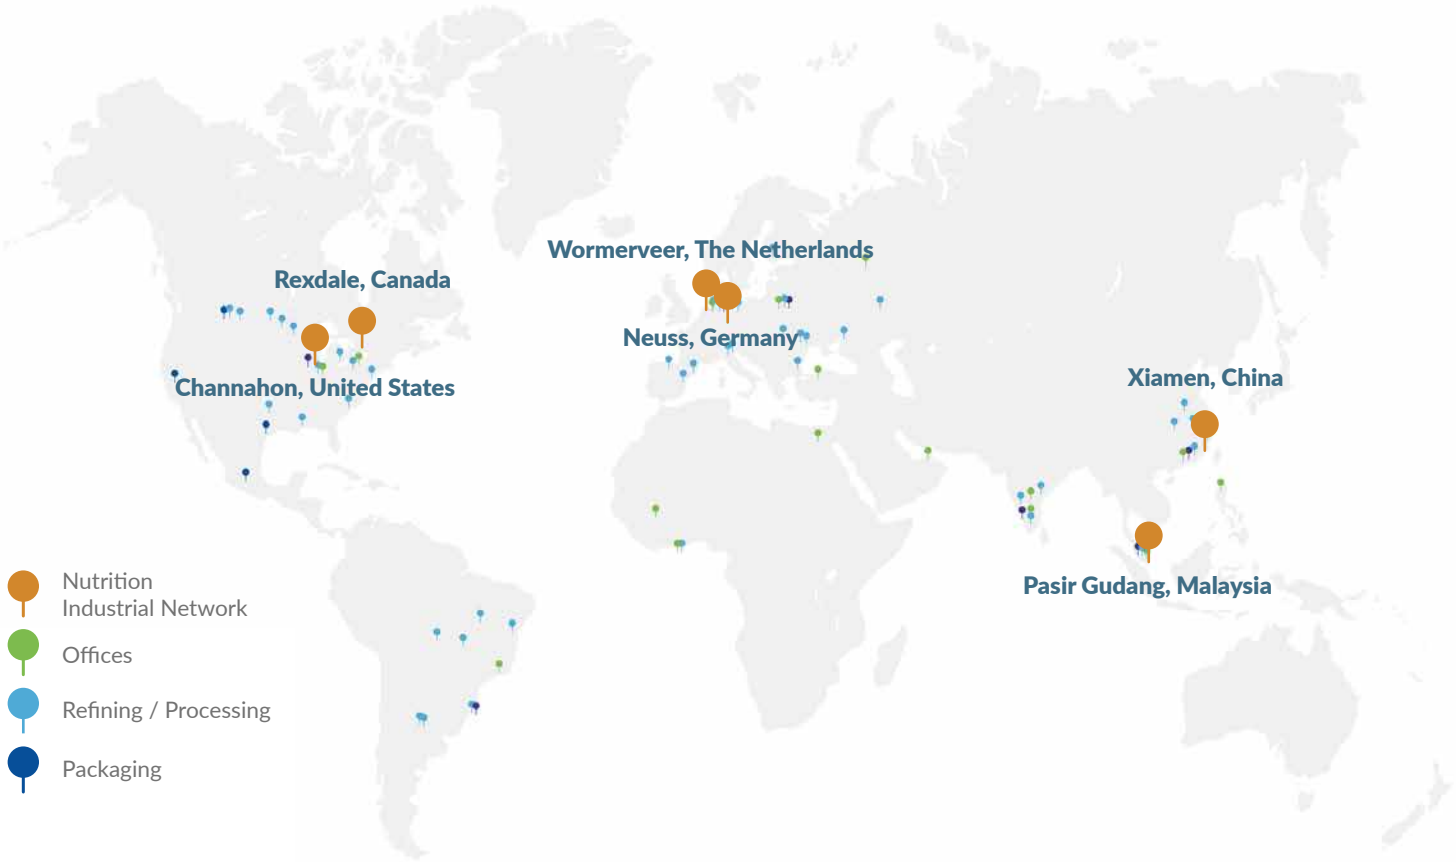 Wormerveer, The Netherlands
Rexdale, Canada
Neuss, Germany
Channahon, United States
Xiamen, China
Pasir Gudang, Malaysia
Nutrition
Industrial Network
Offices
Refining / Processing
Packaging